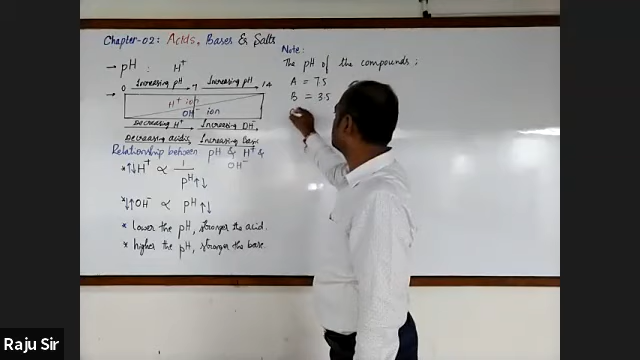 Chapter-02: Acids, Bases & Salts
→ pH : H⁺
0 Increasing pH 7 Increasing pH 14
→
H⁺ ion
OH⁻ ion
Decreasing H⁺ Increasing OH⁻
Decreasing acidic Increasing Basic
Relationship between pH & H⁺ & OH⁻
* ↑↓H⁺ ∝ 1/pH↑↓
* ↓↑OH⁻ ∝ pH↑↓
* lower the pH, stronger the acid.
* higher the pH, stronger the base.
Note:
The pH of the compounds;
A = 7.5
B = 3.5
Raju Sir